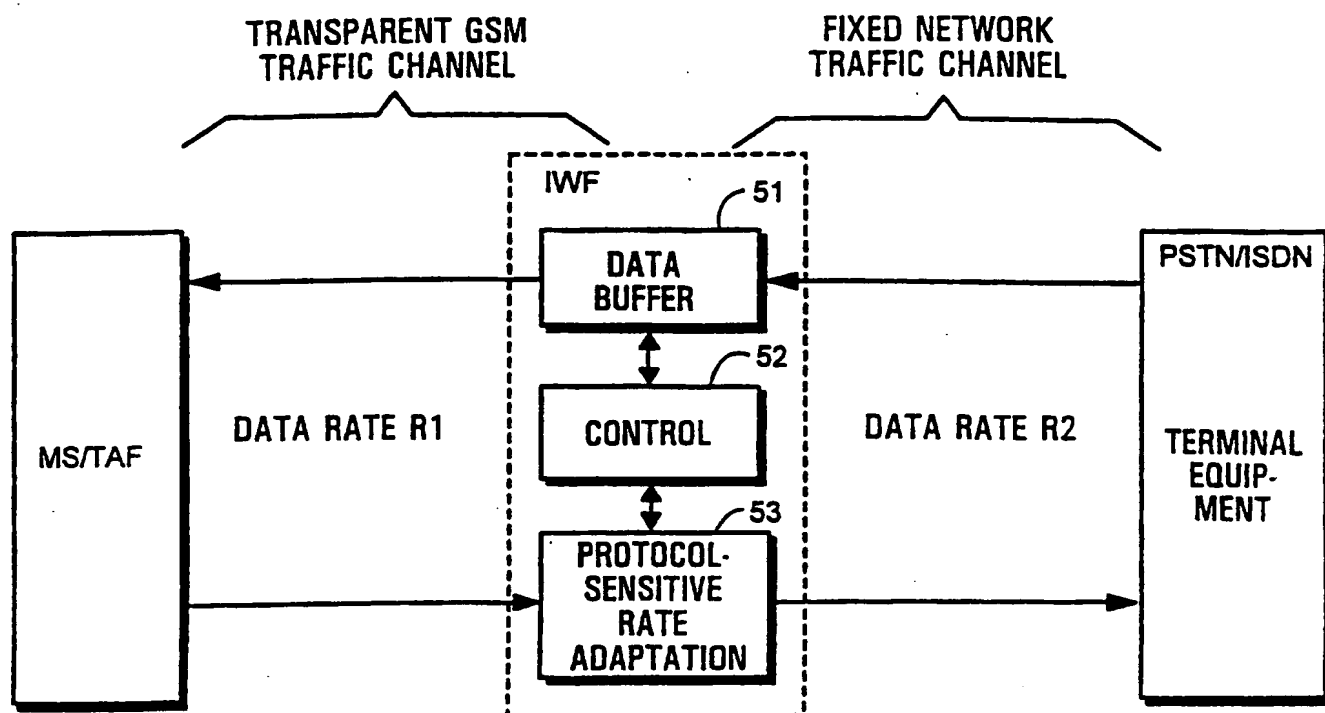 TRANSPARENT GSM
TRAFFIC CHANNEL
FIXED NETWORK
TRAFFIC CHANNEL
IWF
51
DATA
BUFFER
PSTN/ISDN
52
CONTROL
DATA RATE R1
DATA RATE R2
MS/TAF
TERMINAL
EQUIP-
MENT
53
PROTOCOL-
SENSITIVE
RATE
ADAPTATION